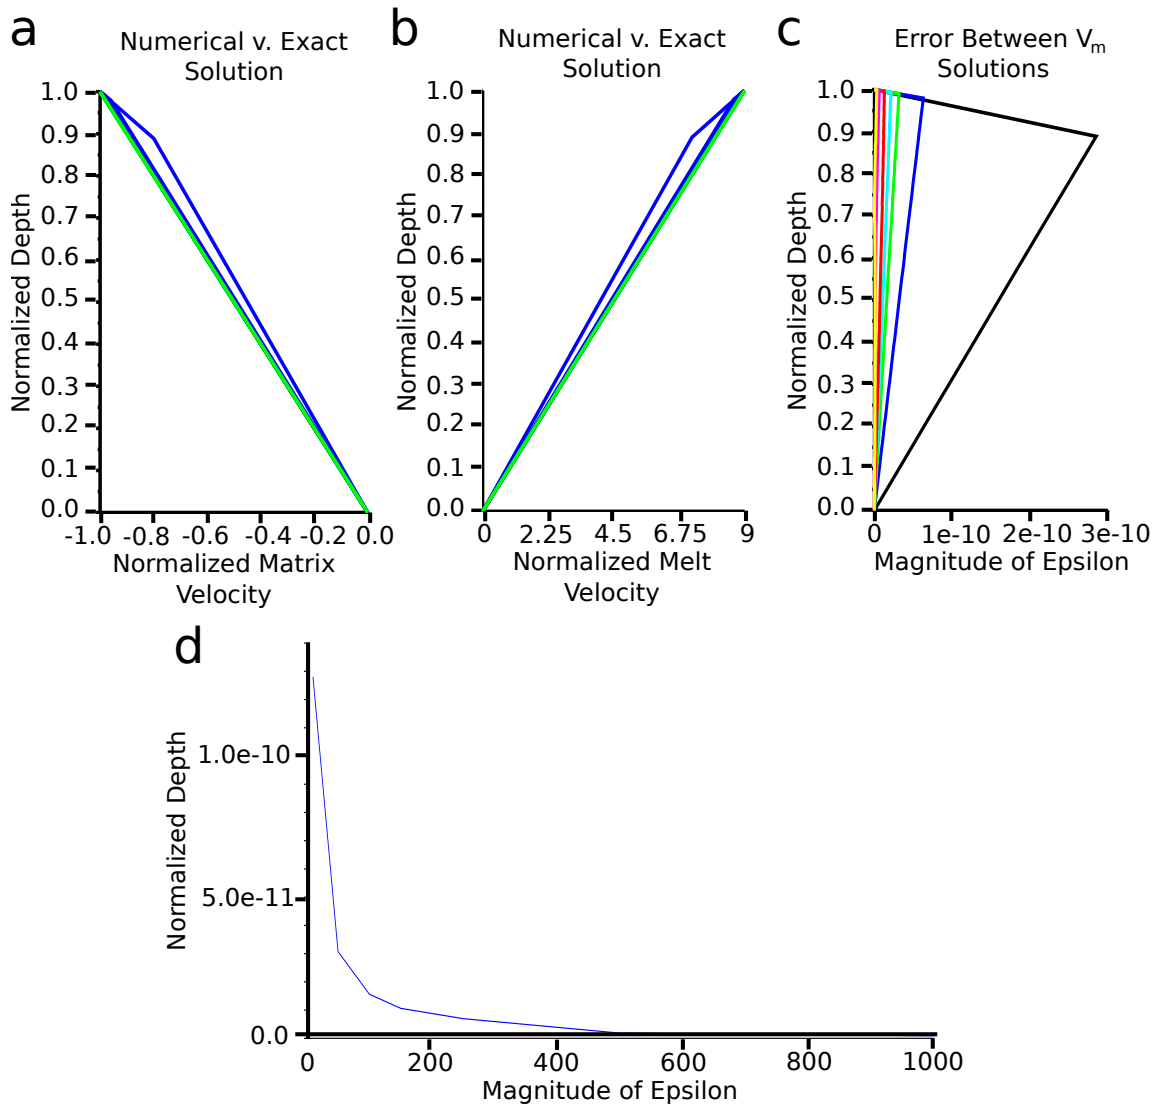 a
Numerical v. Exact
Solution
Normalized Depth
1.0
0.9
0.8
0.7
0.6
0.5
0.4
0.3
0.2
0.1
0.0
-1.0 -0.8 -0.6 -0.4 -0.2 0.0
Normalized Matrix
Velocity
b
Numerical v. Exact
Solution
Normalized Depth
1.0
0.9
0.8
0.7
0.6
0.5
0.4
0.3
0.2
0.1
0.0
0 2.25 4.5 6.75 9
Normalized Melt
Velocity
c
Error Between Vm
Solutions
Normalized Depth
1.0
0.9
0.8
0.7
0.6
0.5
0.4
0.3
0.2
0.1
0.0
0 1e-10 2e-10 3e-10
Magnitude of Epsilon
d
Normalized Depth
1.0e-10
5.0e-11
0.0
0 200 400 600 800 1000
Magnitude of Epsilon